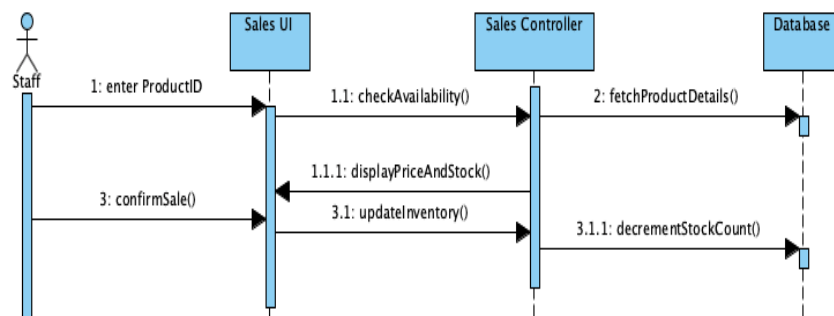 Sales UI
Sales Controller
Database
Staff
1: enter ProductID
1.1: checkAvailability()
2: fetchProductDetails()
1.1.1: displayPriceAndStock()
3: confirmSale()
3.1: updateInventory()
3.1.1: decrementStockCount()